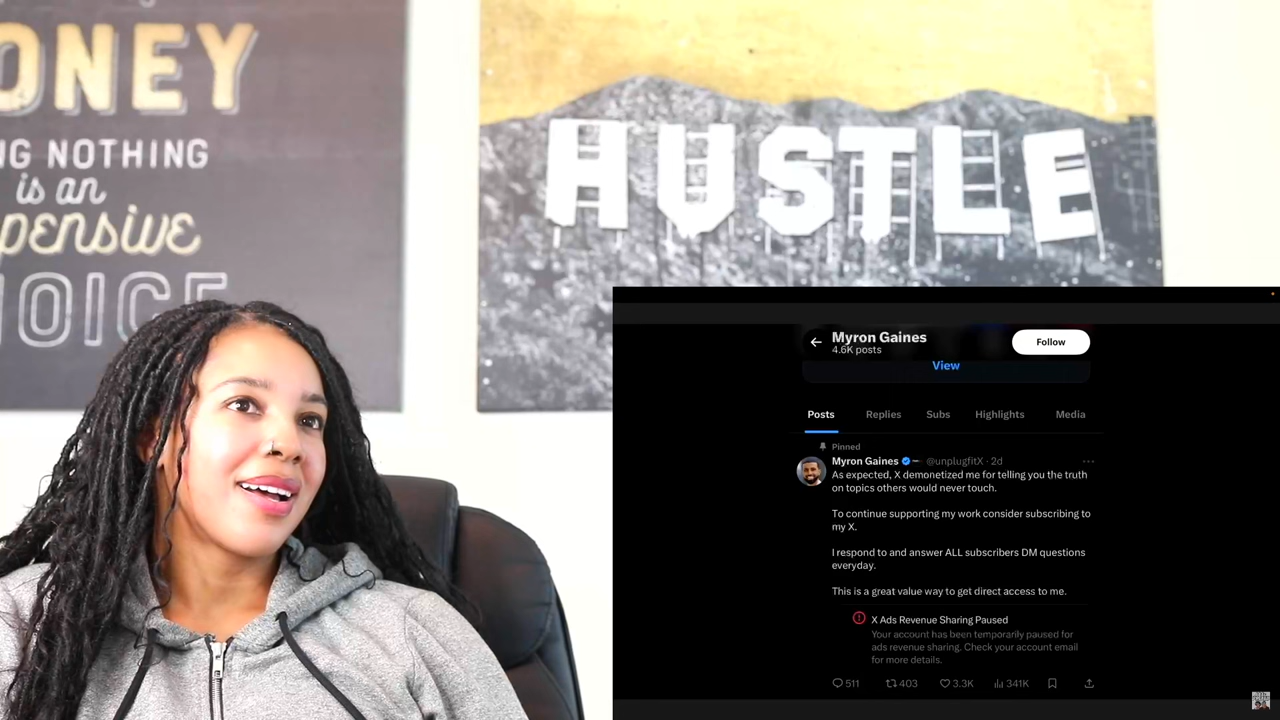 ONEY
NG NOTHING
is an
pensive
HOICE
HUSTLE
Myron Gaines
4.6K posts
Follow
View
Posts
Replies
Subs
Highlights
Media
Pinned
Myron Gaines @unplugfitX · 2d
As expected, X demonetized me for telling you the truth
on topics others would never touch.
To continue supporting my work consider subscribing to
my X.
I respond to and answer ALL subscribers DM questions
everyday.
This is a great value way to get direct access to me.
X Ads Revenue Sharing Paused
Your account has been temporarily paused for
ads revenue sharing. Check your account email
for more details.
511
403
3.3K
341K